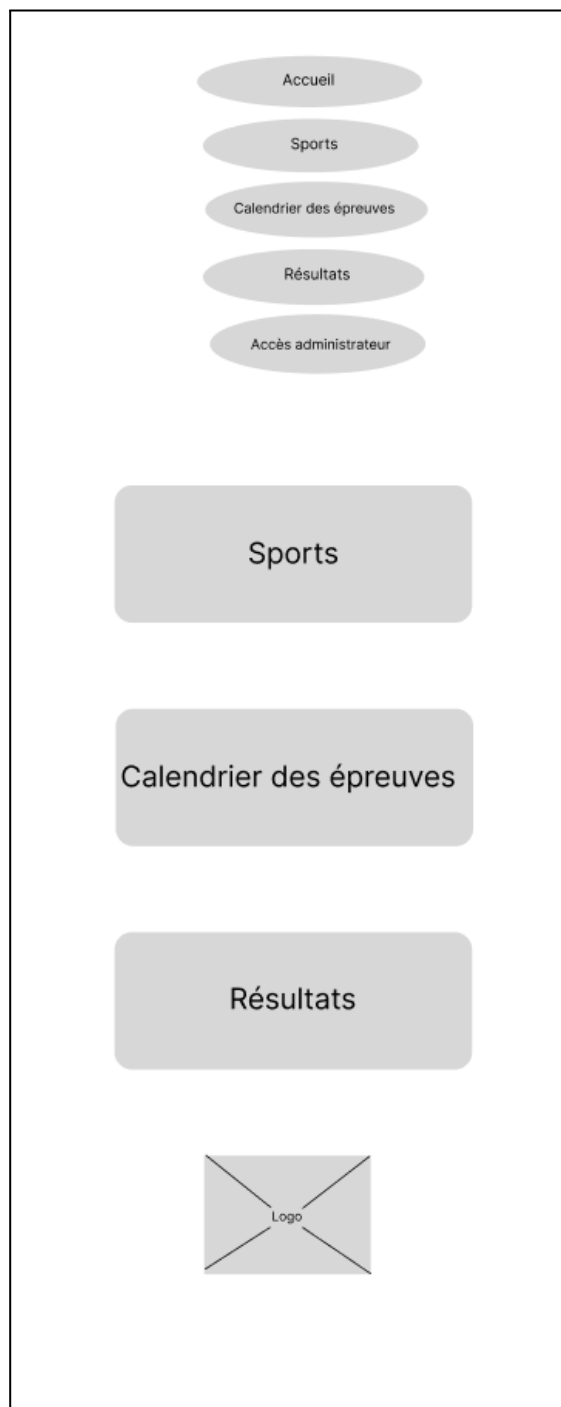 Accueil
Sports
Calendrier des épreuves
Résultats
Accès administrateur
Sports
Calendrier des épreuves
Résultats
Logo